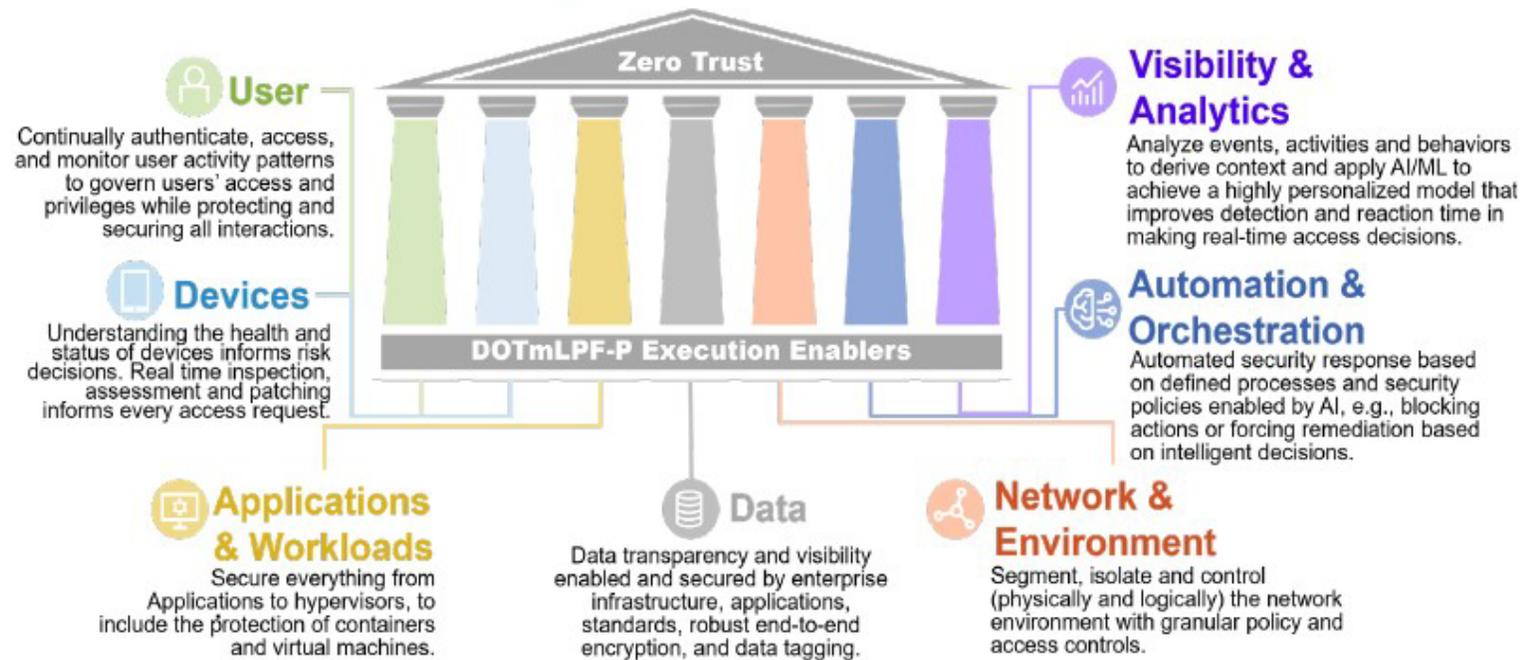 Zero Trust
DOTmLPF-P Execution Enablers
User
Continually authenticate, access,
and monitor user activity patterns
to govern users' access and
privileges while protecting and
securing all interactions.
Devices
Understanding the health and
status of devices informs risk
decisions. Real time inspection,
assessment and patching
informs every access request.
Applications
& Workloads
Secure everything from
Applications to hypervisors, to
include the protection of containers
and virtual machines.
Data
Data transparency and visibility
enabled and secured by enterprise
infrastructure, applications,
standards, robust end-to-end
encryption, and data tagging.
Network &
Environment
Segment, isolate and control
(physically and logically) the network
environment with granular policy and
access controls.
Automation &
Orchestration
Automated security response based
on defined processes and security
policies enabled by AI, e.g., blocking
actions or forcing remediation based
on intelligent decisions.
Visibility &
Analytics
Analyze events, activities and behaviors
to derive context and apply AI/ML to
achieve a highly personalized model that
improves detection and reaction time in
making real-time access decisions.